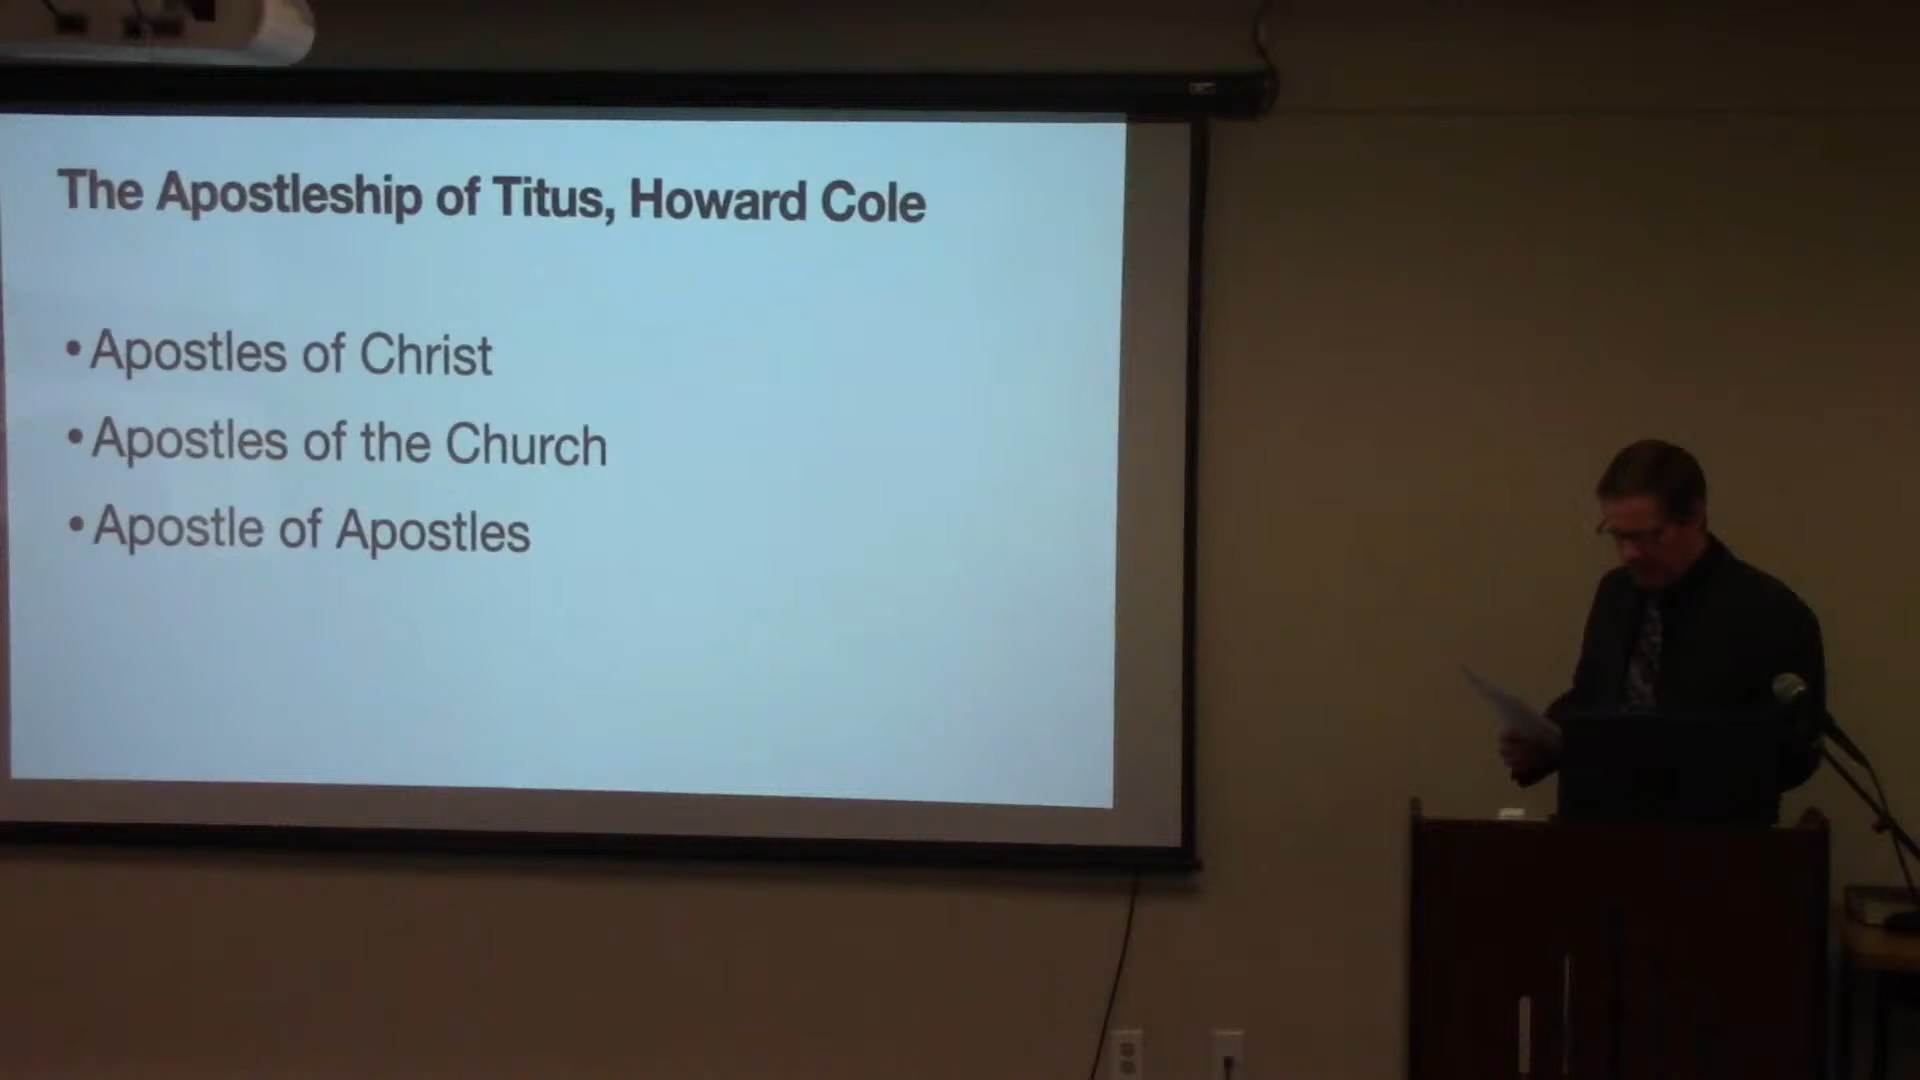 The Apostleship of Titus, Howard Cole
• Apostles of Christ
• Apostles of the Church
• Apostle of Apostles